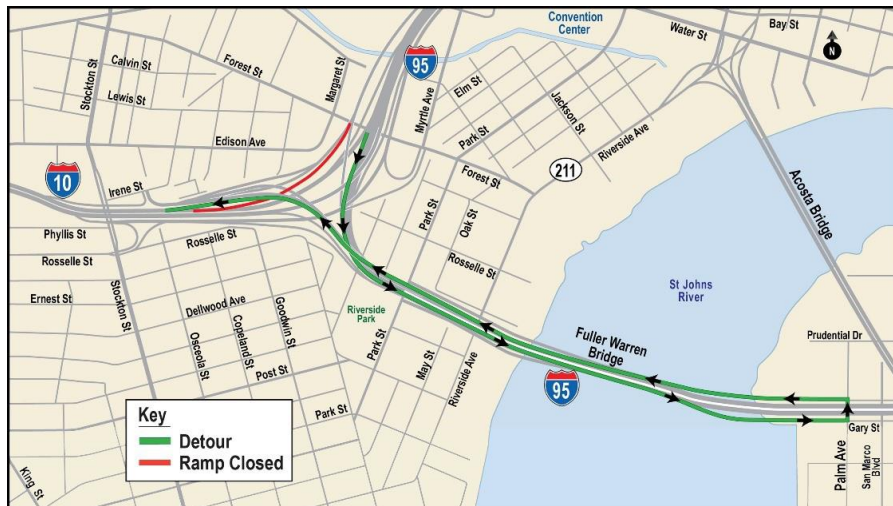 Convention
Center
Water St
Bay St
N
Calvin St
Forest St
Margaret St
95
Elm St
Stockton St
Lewis St
Myrtle Ave
Jackson St
Park St
Riverside Ave
Edison Ave
211
Forest St
10
Irene St
Acosta Bridge
Park St
Oak St
Phyllis St
Rosselle St
Rosselle St
Rosselle St
St Johns
River
Ernest St
Stockton St
Dellwood Ave
Goodwin St
Copeland St
Osceola St
Riverside
Park
Park St
May St
Riverside Ave
Fuller Warren
Bridge
Prudential Dr
Post St
95
Park St
Key
Detour
Ramp Closed
Gary St
Palm Ave
San Marco
Blvd
King St